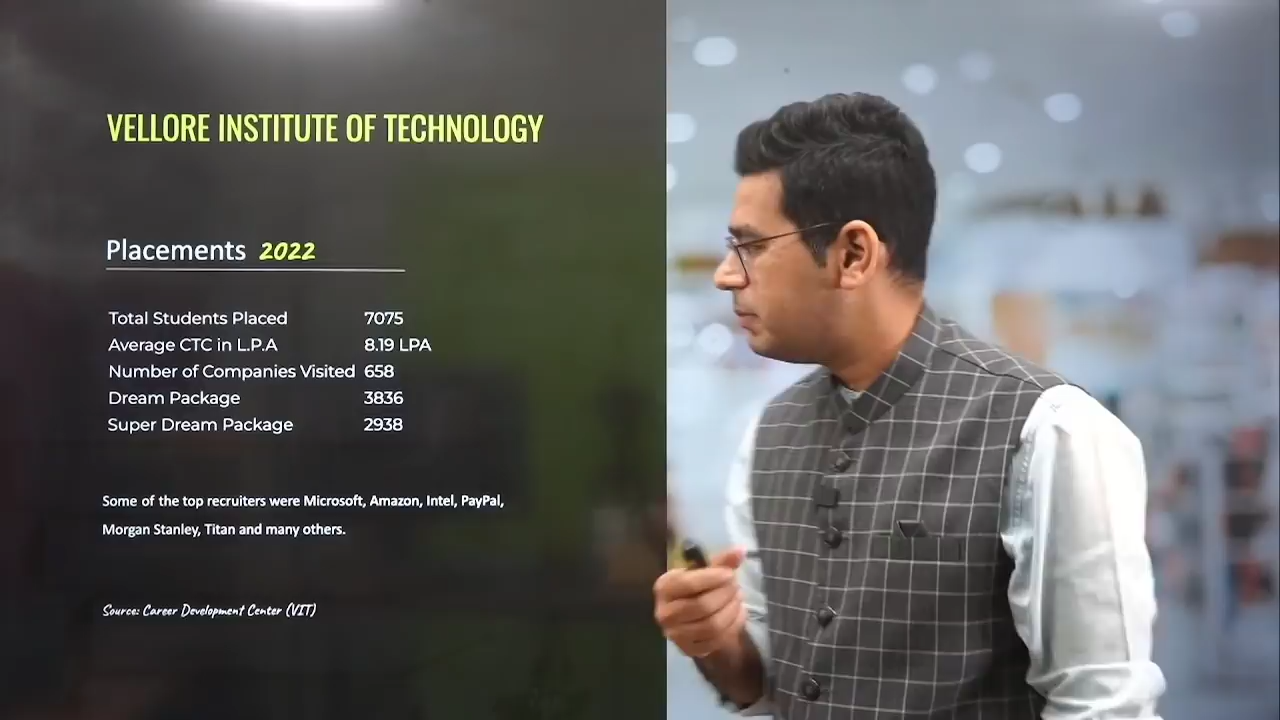 VELLORE INSTITUTE OF TECHNOLOGY
Placements 2022
Total Students Placed 7075
Average CTC in L.P.A 8.19 LPA
Number of Companies Visited 658
Dream Package 3836
Super Dream Package 2938
Some of the top recruiters were Microsoft, Amazon, Intel, PayPal,
Morgan Stanley, Titan and many others.
Source: Career Development Center (VIT)